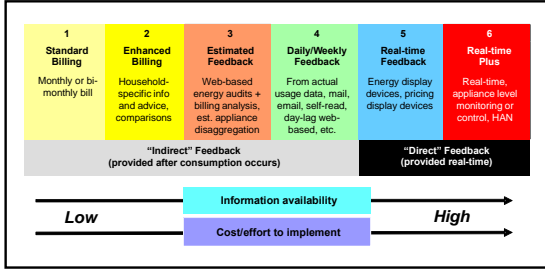 1
Standard
Billing
Monthly or bi-
monthly bill
2
Enhanced
Billing
Household-
specific info
and advice,
comparisons
3
Estimated
Feedback
Web-based
energy audits +
billing analysis,
est. appliance
disaggregation
4
Daily/Weekly
Feedback
From actual
usage data, mail,
email, self-read,
day-lag web-
based, etc.
5
Real-time
Feedback
Energy display
devices, pricing
display devices
6
Real-time
Plus
Real-time,
appliance level
monitoring or
control, HAN
"Indirect" Feedback
(provided after consumption occurs)
"Direct" Feedback
(provided real-time)
Information availability
Low
High
Cost/effort to implement